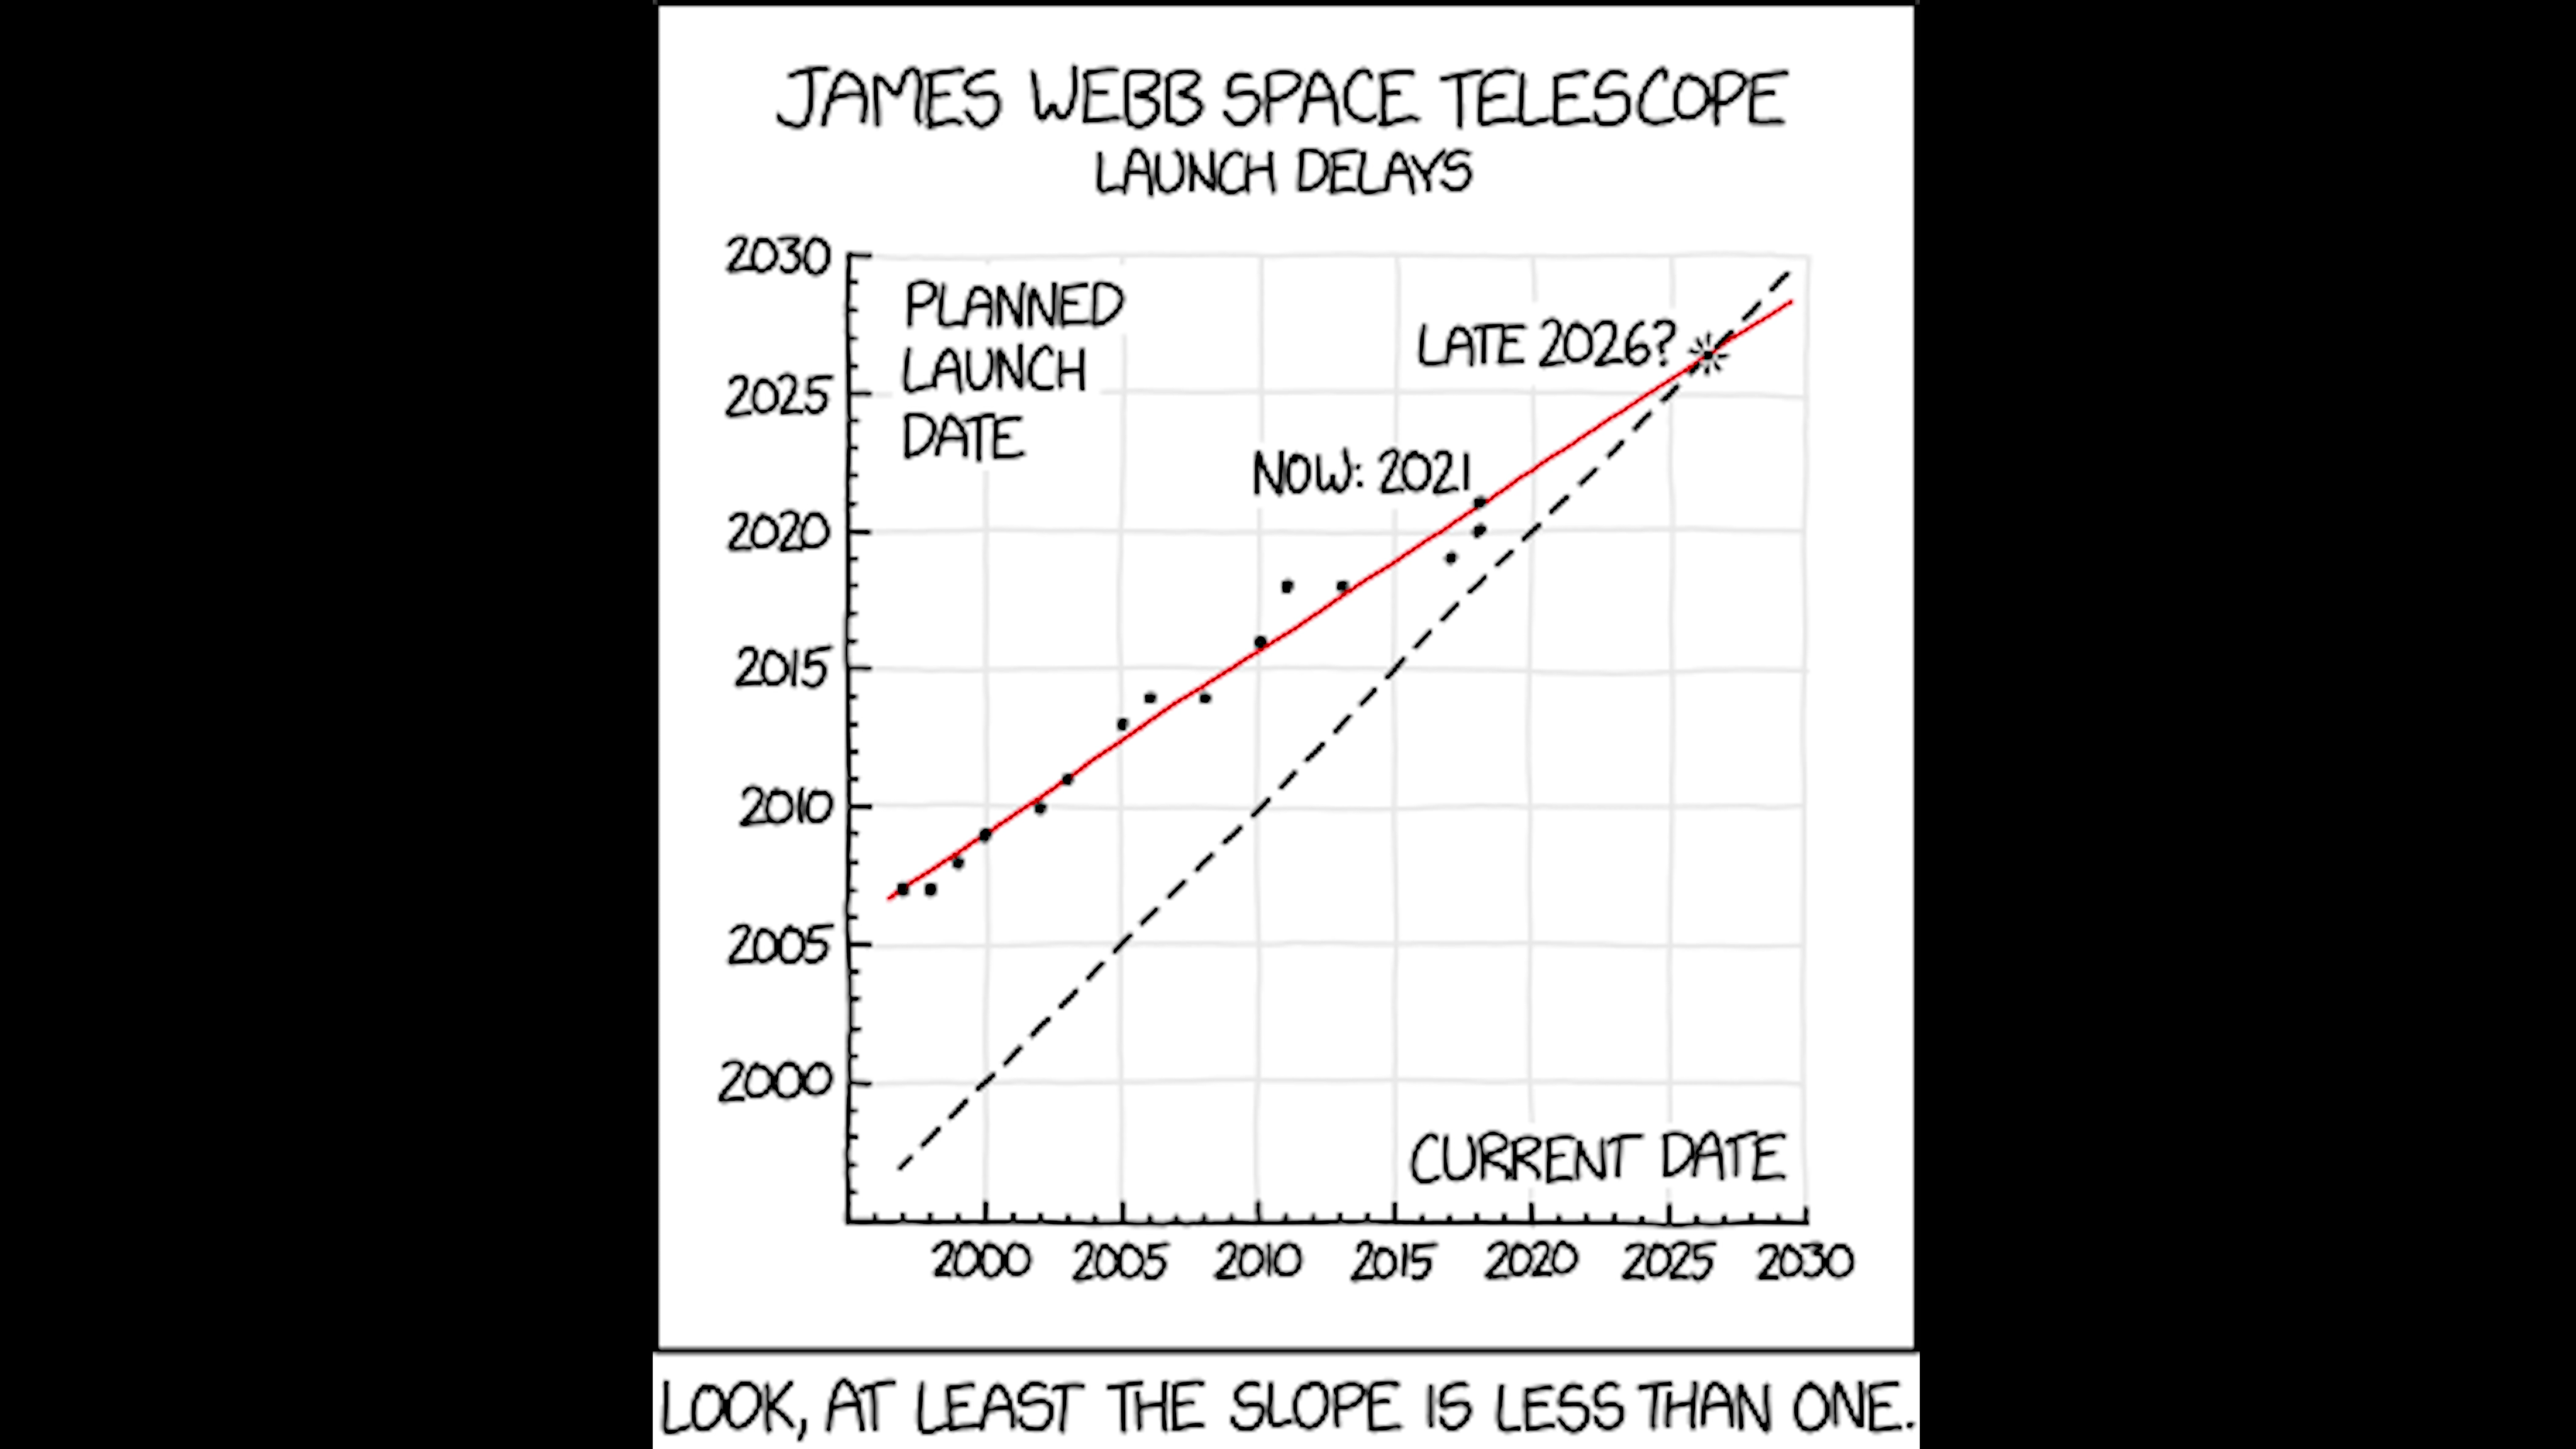 JAMES WEBB SPACE TELESCOPE
LAUNCH DELAYS
2030
PLANNED
LAUNCH
DATE
LATE 2026?
2025
NOW: 2021
2020
2015
2010
2005
2000
CURRENT DATE
2000 2005 2010 2015 2020 2025 2030
LOOK, AT LEAST THE SLOPE IS LESS THAN ONE.